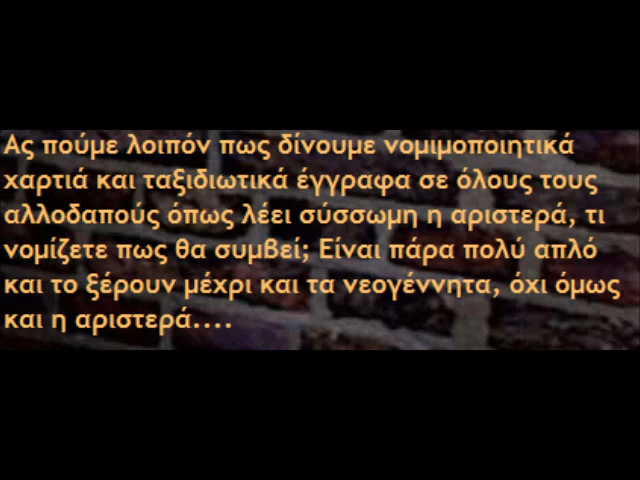 Ας πούμε λοιπόν πως δίνουμε νομιμοποιητικά
χαρτιά και ταξιδιωτικά έγγραφα σε όλους τους
αλλοδαπούς όπως λέει σύσσωμη η αριστερά, τι
νομίζετε πως θα συμβεί; Είναι πάρα πολύ απλό
και το ξέρουν μέχρι και τα νεογέννητα, όχι όμως
και η αριστερά....